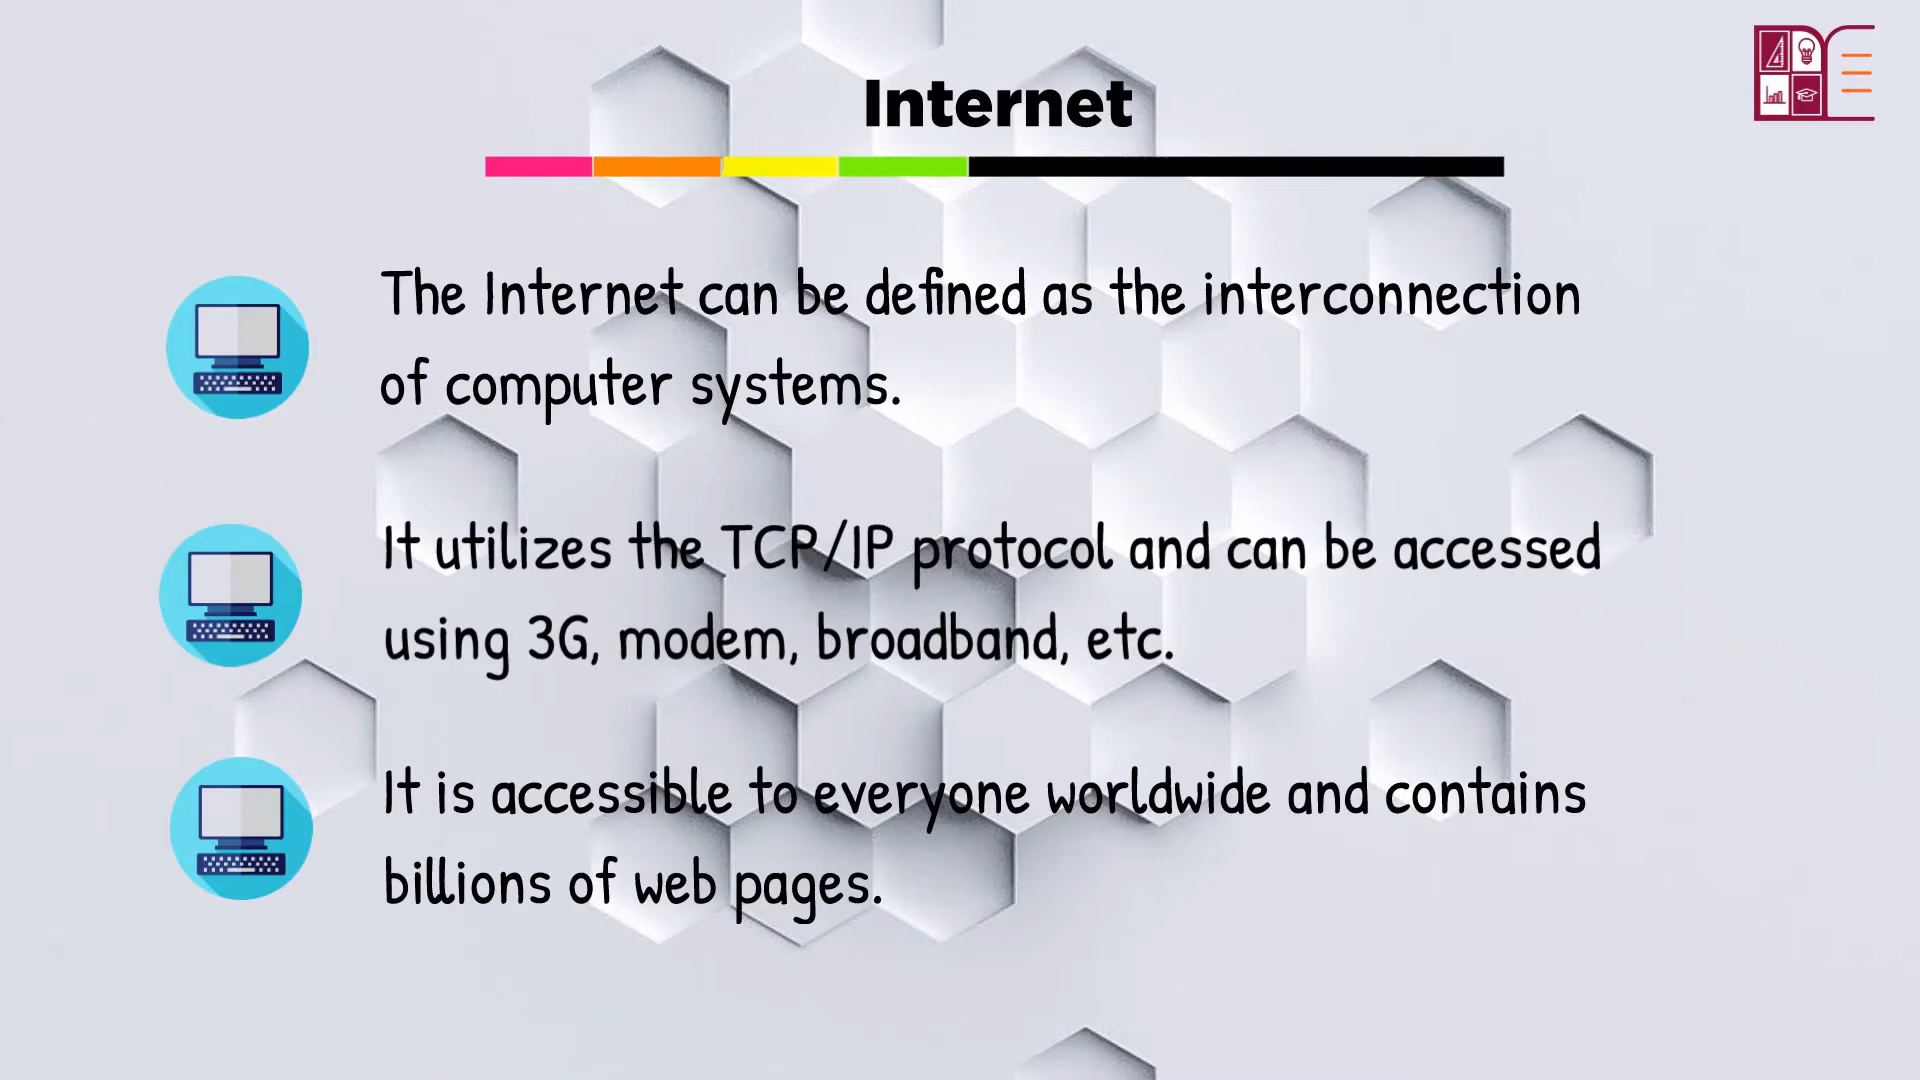 Internet
The Internet can be defined as the interconnection
of computer systems.
It utilizes the TCP/IP protocol and can be accessed
using 3G, modem, broadband, etc.
It is accessible to everyone worldwide and contains
billions of web pages.